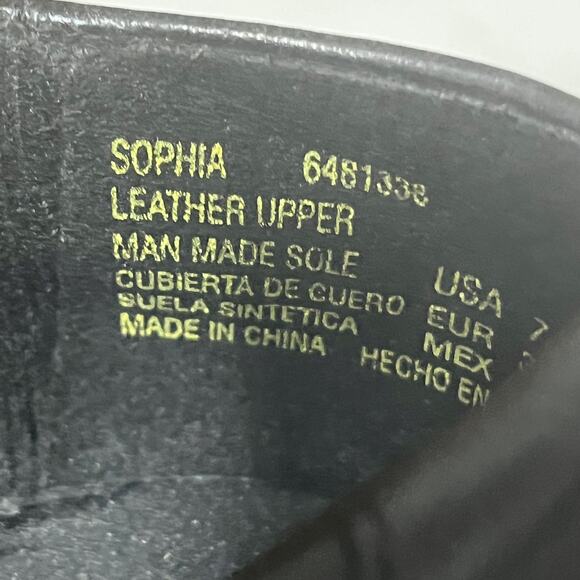 SOPHIA 6481338
LEATHER UPPER
MAN MADE SOLE
CUBIERTA DE CUERO
SUELA SINTETICA
MADE IN CHINA HECHO EN
USA 7
EUR
MEX